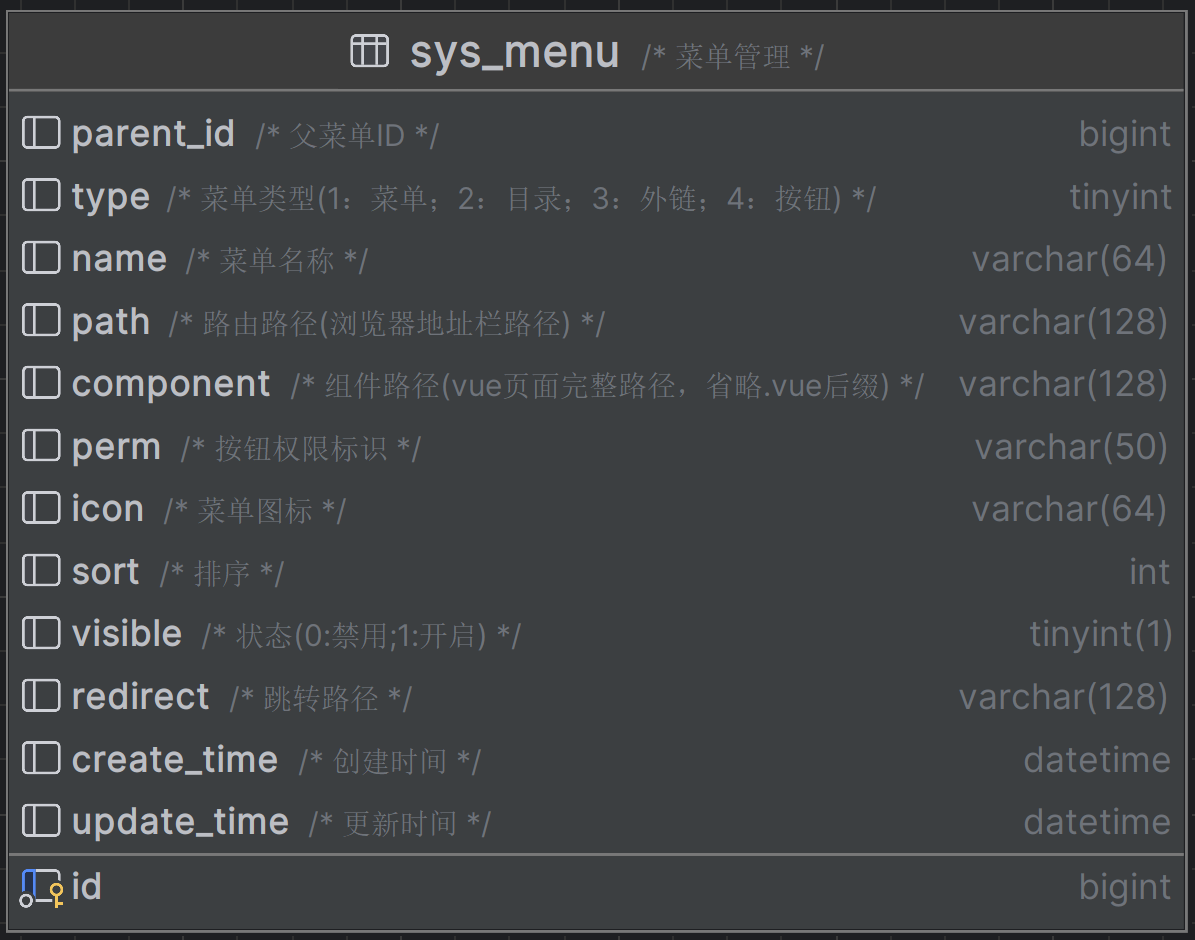 sys_menu /* 菜单管理 */
parent_id /* 父菜单ID */ bigint
type /* 菜单类型(1：菜单；2：目录；3：外链；4：按钮) */ tinyint
name /* 菜单名称 */ varchar(64)
path /* 路由路径(浏览器地址栏路径) */ varchar(128)
component /* 组件路径(vue页面完整路径，省略.vue后缀) */ varchar(128)
perm /* 按钮权限标识 */ varchar(50)
icon /* 菜单图标 */ varchar(64)
sort /* 排序 */ int
visible /* 状态(0:禁用;1:开启) */ tinyint(1)
redirect /* 跳转路径 */ varchar(128)
create_time /* 创建时间 */ datetime
update_time /* 更新时间 */ datetime
id bigint